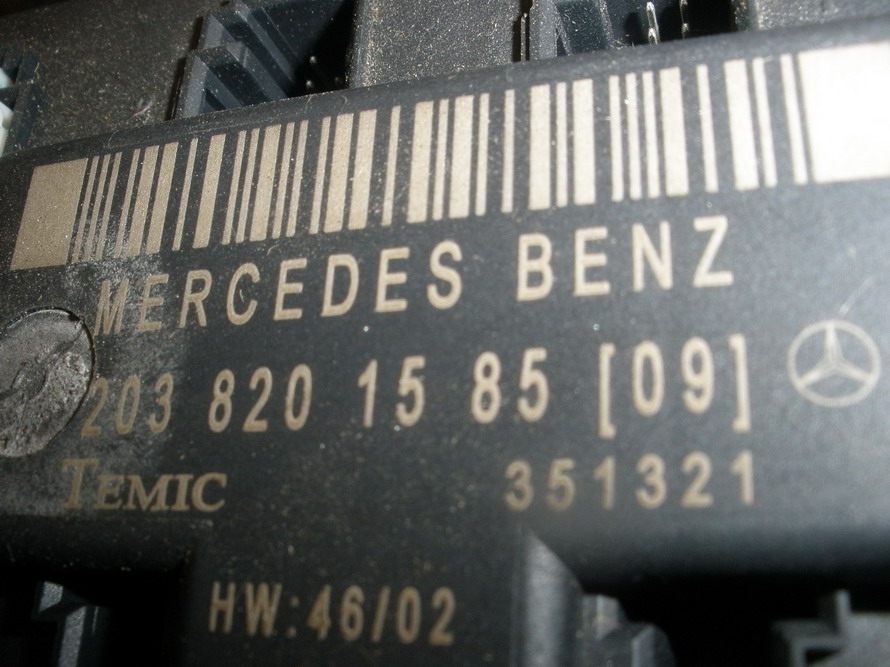 MERCEDES BENZ
203 820 15 85 [09]
TEMIC 351321
HW:46/02